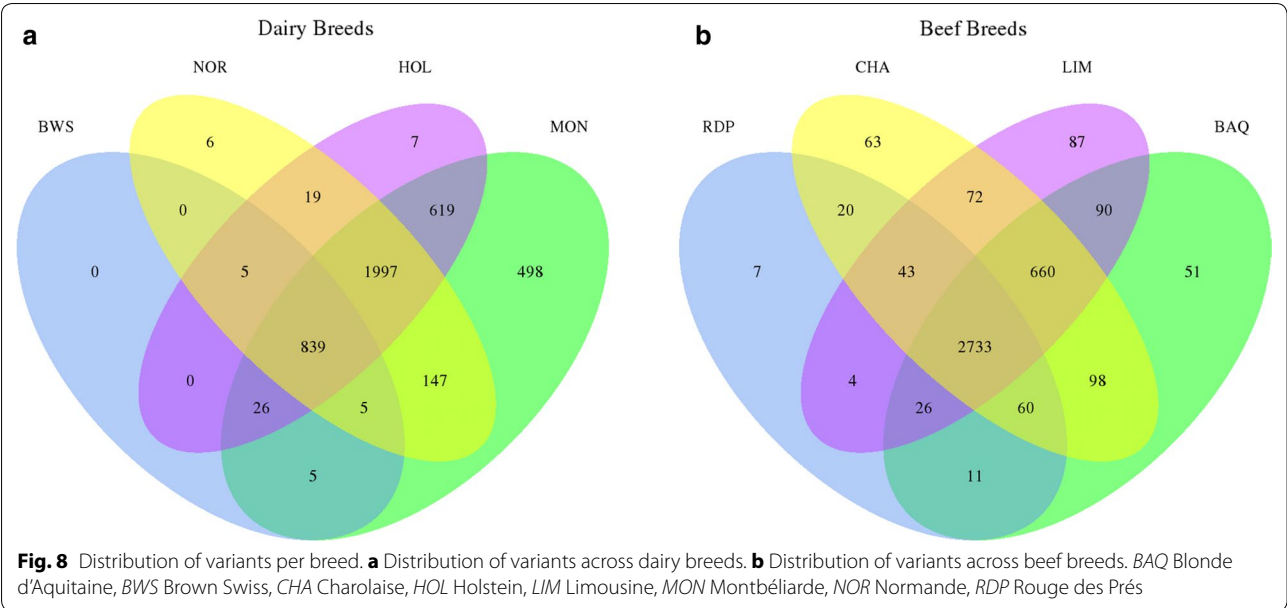 a
Dairy Breeds
NOR
HOL
BWS
MON
6
7
0
19
619
0
5
1997
498
839
0
147
26
5
5
b
Beef Breeds
CHA
LIM
RDP
BAQ
63
87
20
72
90
7
43
660
51
2733
4
98
26
60
11
Fig. 8 Distribution of variants per breed. a Distribution of variants across dairy breeds. b Distribution of variants across beef breeds. BAQ Blonde
d'Aquitaine, BWS Brown Swiss, CHA Charolaise, HOL Holstein, LIM Limousine, MON Montbéliarde, NOR Normande, RDP Rouge des Prés